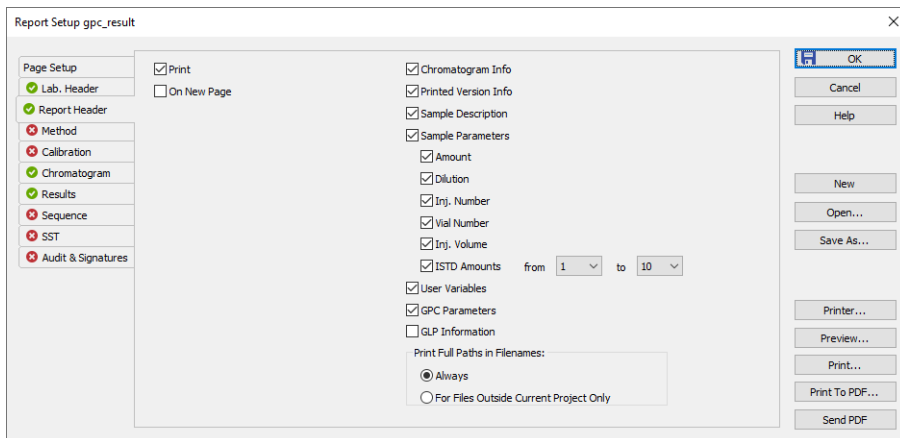 Report Setup gpc_result
Page Setup
Lab. Header
Report Header
Method
Calibration
Chromatogram
Results
Sequence
SST
Audit & Signatures
Print
On New Page
Chromatogram Info
Printed Version Info
Sample Description
Sample Parameters
Amount
Dilution
Inj. Number
Vial Number
Inj. Volume
ISTD Amounts from 1 to 10
User Variables
GPC Parameters
GLP Information
Print Full Paths in Filenames:
Always
For Files Outside Current Project Only
OK
Cancel
Help
New
Open...
Save As...
Printer...
Preview...
Print...
Print To PDF...
Send PDF